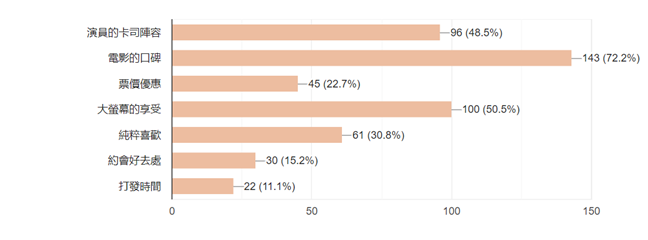 演員的卡司陣容 96 (48.5%)
電影的口碑 143 (72.2%)
票價優惠 45 (22.7%)
大螢幕的享受 100 (50.5%)
純粹喜歡 61 (30.8%)
約會好去處 30 (15.2%)
打發時間 22 (11.1%)
0 50 100 150